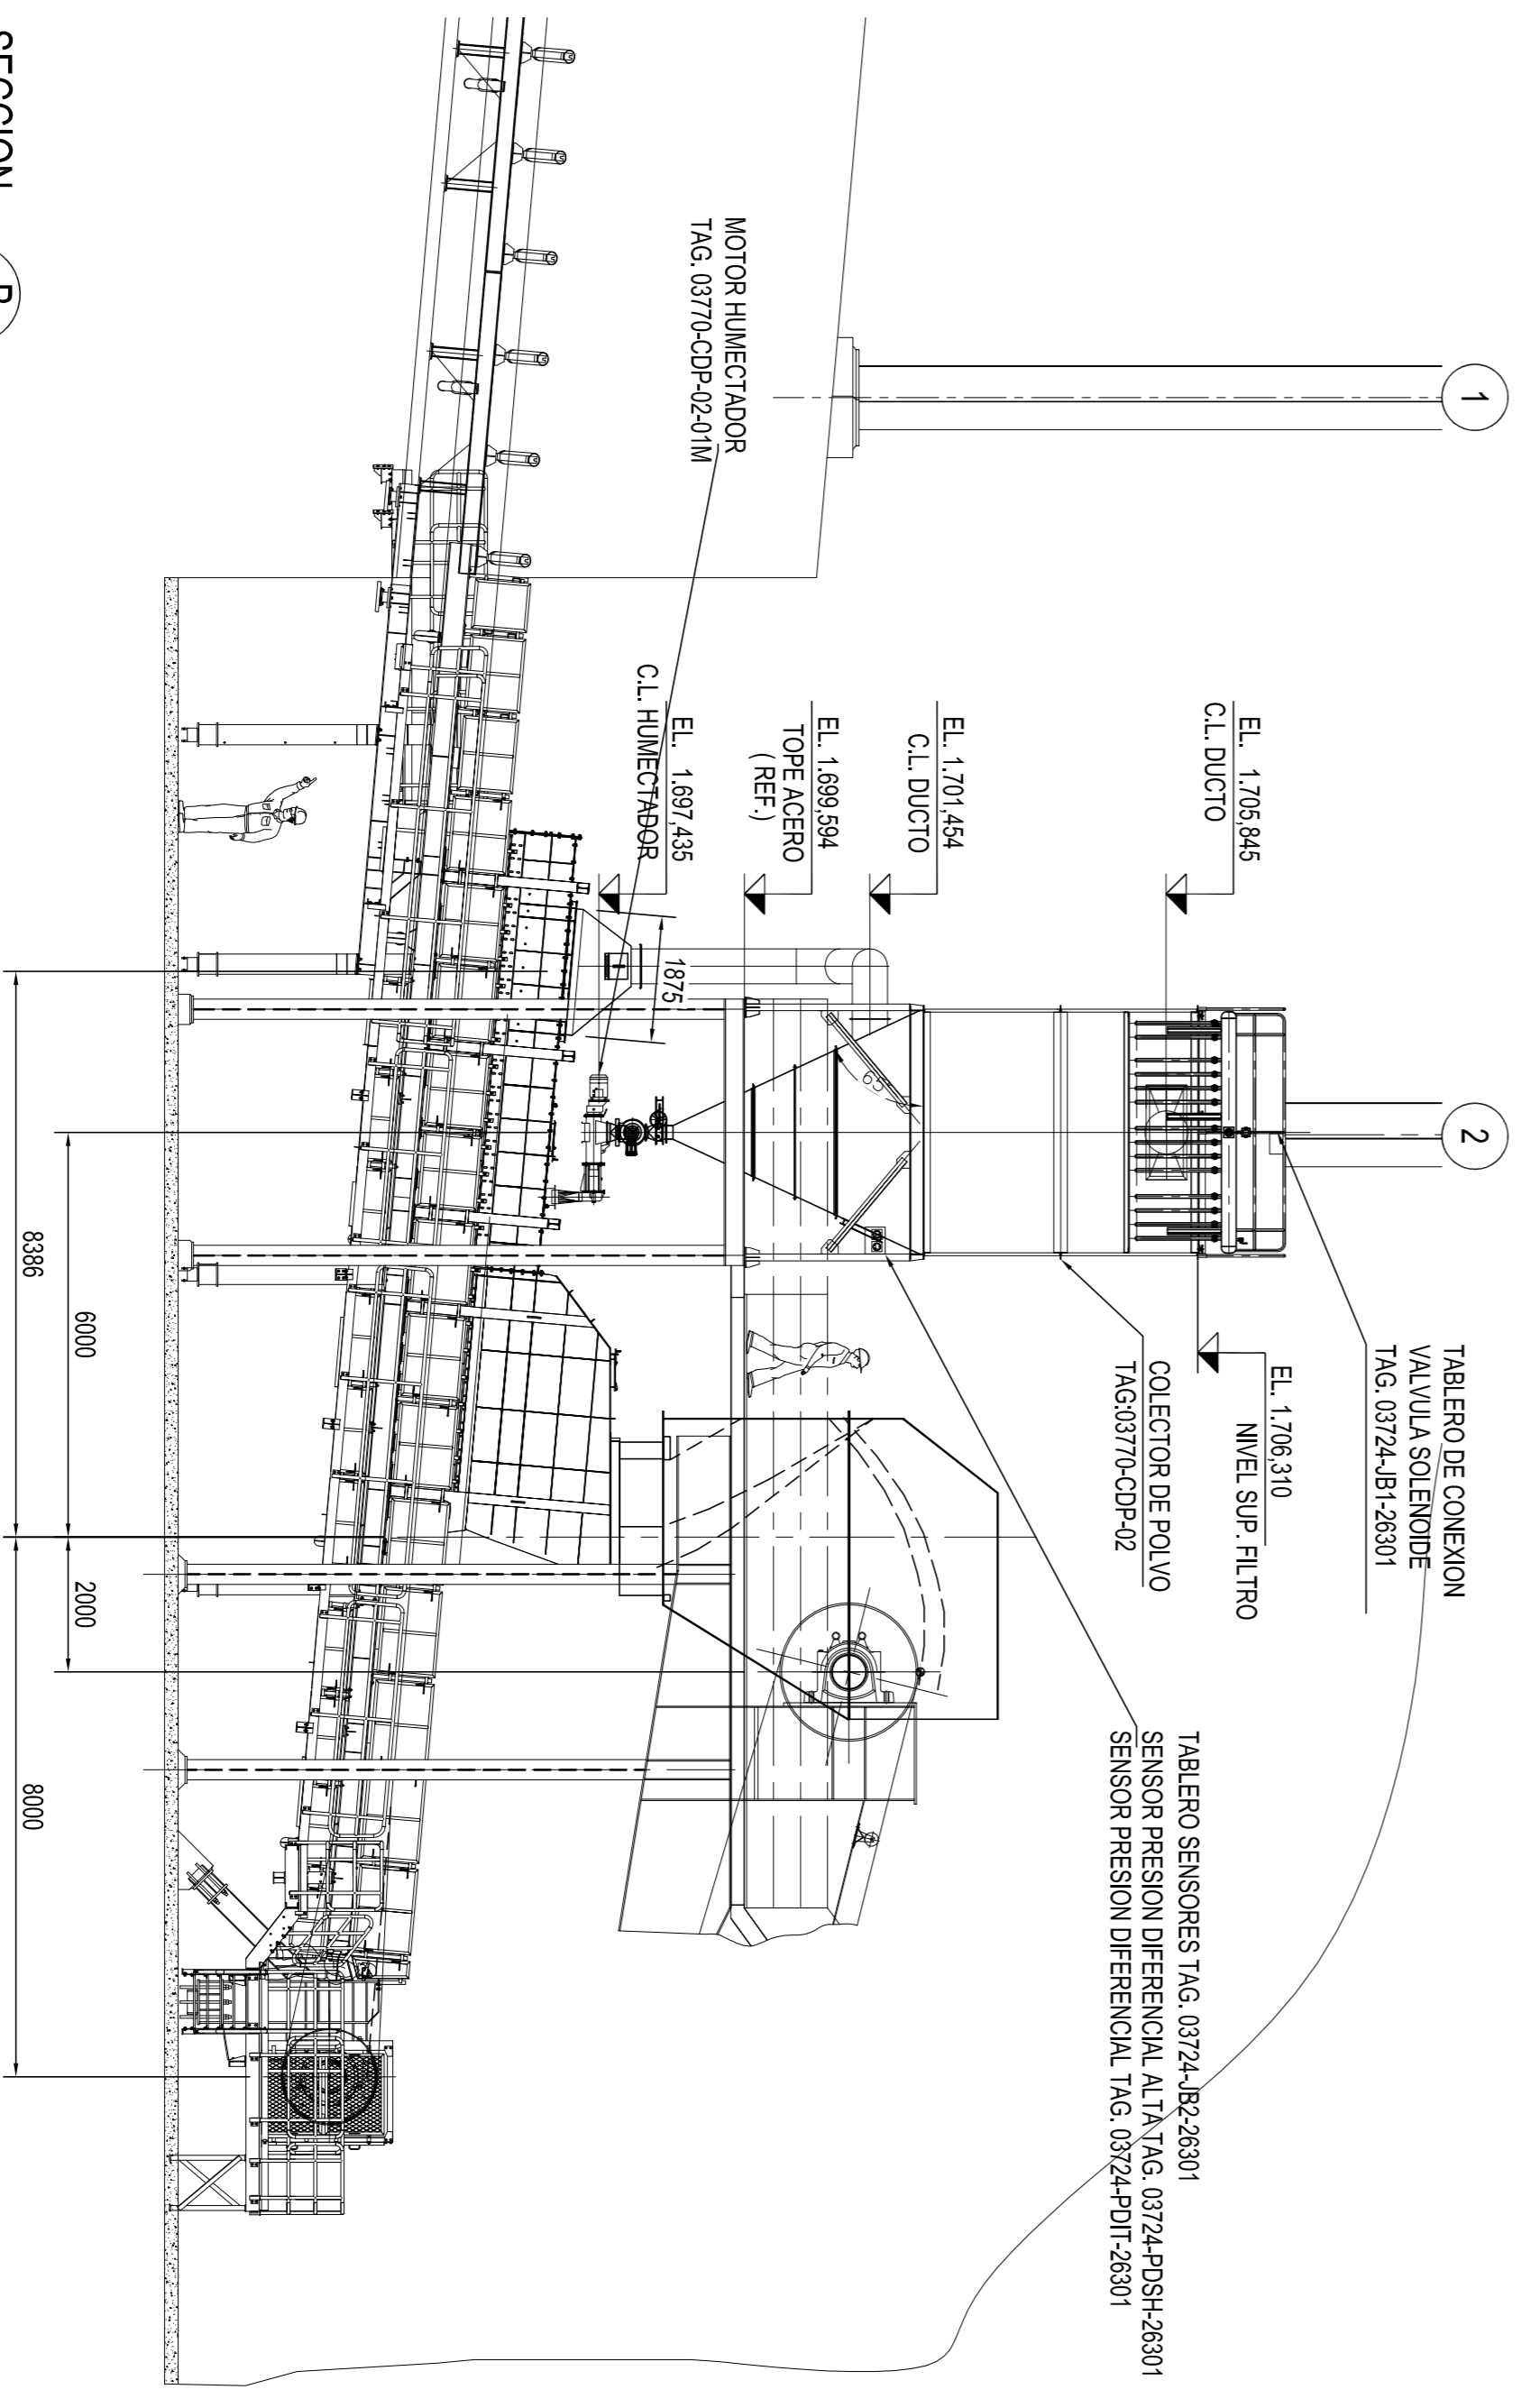 1
2
TABLERO DE CONEXION
VALVULA SOLENOIDE
TAG. 03724-JB1-26301
EL. 1.706,310
NIVEL SUP. FILTRO
EL. 1.705,845
C.L. DUCTO
COLECTOR DE POLVO
TAG:03770-CDP-02
TABLERO SENSORES TAG. 03724-JB2-26301
SENSOR PRESION DIFERENCIAL ALTA TAG. 03724-PDSH-26301
SENSOR PRESION DIFERENCIAL TAG. 03724-PDIT-26301
EL. 1.701,454
C.L. DUCTO
63°
EL. 1.699,594
TOPE ACERO
( REF.)
MOTOR HUMECTADOR
TAG. 03770-CDP-02-01M
EL. 1.697,435
C.L. HUMECTADOR
1875
6000
2000
8386
8000
SECCION